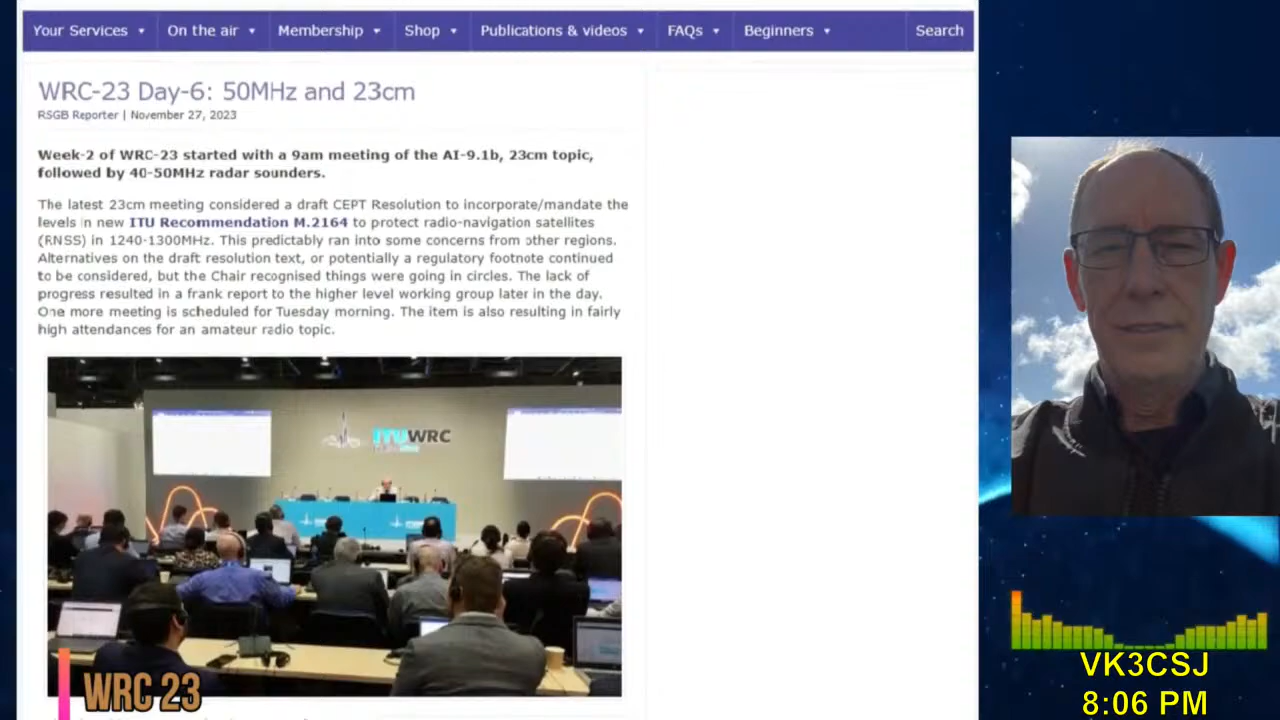 Your Services On the air Membership Shop Publications & videos FAQs Beginners Search
WRC-23 Day-6: 50MHz and 23cm
RSGB Reporter | November 27, 2023
Week-2 of WRC-23 started with a 9am meeting of the AI-9.1b, 23cm topic,
followed by 40-50MHz radar sounders.
The latest 23cm meeting considered a draft CEPT Resolution to incorporate/mandate the
levels in new ITU Recommendation M.2164 to protect radio-navigation satellites
(RNSS) in 1240-1300MHz. This predictably ran into some concerns from other regions.
Alternatives on the draft resolution text, or potentially a regulatory footnote continued
to be considered, but the Chair recognised things were going in circles. The lack of
progress resulted in a frank report to the higher level working group later in the day.
One more meeting is scheduled for Tuesday morning. The item is also resulting in fairly
high attendances for an amateur radio topic.
ITUWRC
WRC 23
VK3CSJ
8:06 PM